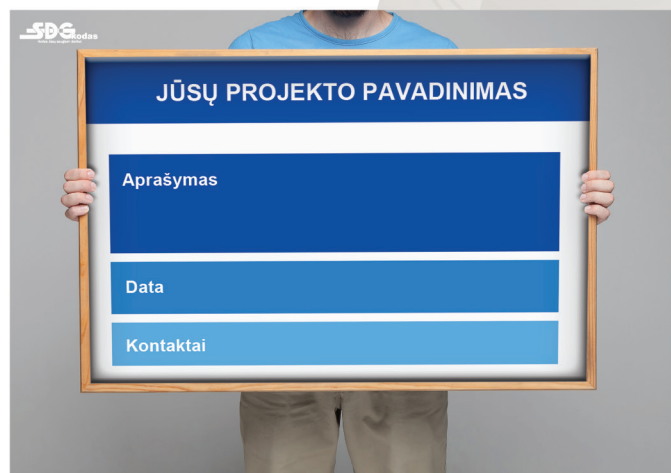 SDG kodas
JŪSŲ PROJEKTO PAVADINIMAS
Aprašymas
Data
Kontaktai